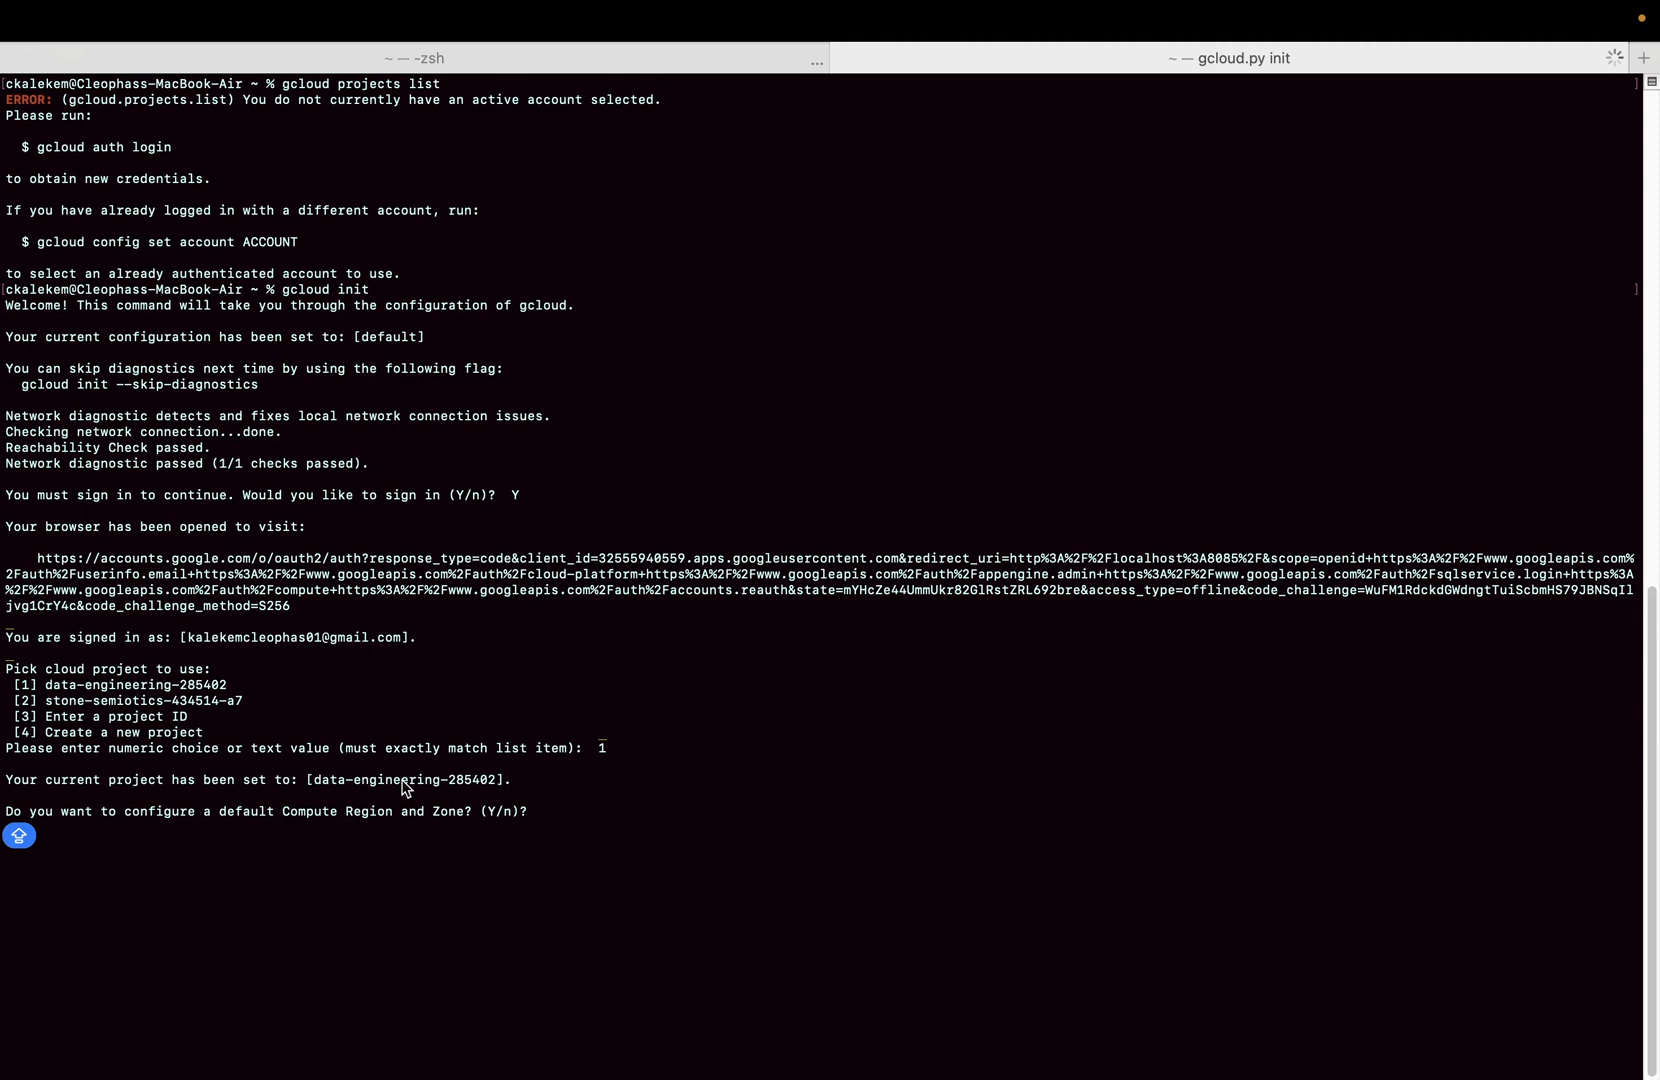 ~ — -zsh
...
~ — gcloud.py init
+
[ckalekem@Cleophass-MacBook-Air ~ % gcloud projects list ]
ERROR: (gcloud.projects.list) You do not currently have an active account selected.
Please run:
$ gcloud auth login
to obtain new credentials.
If you have already logged in with a different account, run:
$ gcloud config set account ACCOUNT
to select an already authenticated account to use.
[ckalekem@Cleophass-MacBook-Air ~ % gcloud init ]
Welcome! This command will take you through the configuration of gcloud.
Your current configuration has been set to: [default]
You can skip diagnostics next time by using the following flag:
gcloud init --skip-diagnostics
Network diagnostic detects and fixes local network connection issues.
Checking network connection...done.
Reachability Check passed.
Network diagnostic passed (1/1 checks passed).
You must sign in to continue. Would you like to sign in (Y/n)?  Y
Your browser has been opened to visit:
https://accounts.google.com/o/oauth2/auth?response_type=code&client_id=32555940559.apps.googleusercontent.com&redirect_uri=http%3A%2F%2Flocalhost%3A8085%2F&scope=openid+https%3A%2F%2Fwww.googleapis.com%
2Fauth%2Fuserinfo.email+https%3A%2F%2Fwww.googleapis.com%2Fauth%2Fcloud-platform+https%3A%2F%2Fwww.googleapis.com%2Fauth%2Fappengine.admin+https%3A%2F%2Fwww.googleapis.com%2Fauth%2Fsqlservice.login+https%3A
%2F%2Fwww.googleapis.com%2Fauth%2Fcompute+https%3A%2F%2Fwww.googleapis.com%2Fauth%2Faccounts.reauth&state=mYHcZe44UmmUkr82GlRstZRL692bre&access_type=offline&code_challenge=WuFM1RdckdGWdngtTuiScbmHS79JBNSqIl
jvg1CrY4c&code_challenge_method=S256
You are signed in as: [kalekemcleophas01@gmail.com].
Pick cloud project to use:
[1] data-engineering-285402
[2] stone-semiotics-434514-a7
[3] Enter a project ID
[4] Create a new project
Please enter numeric choice or text value (must exactly match list item):  1
Your current project has been set to: [data-engineering-285402].
Do you want to configure a default Compute Region and Zone? (Y/n)?